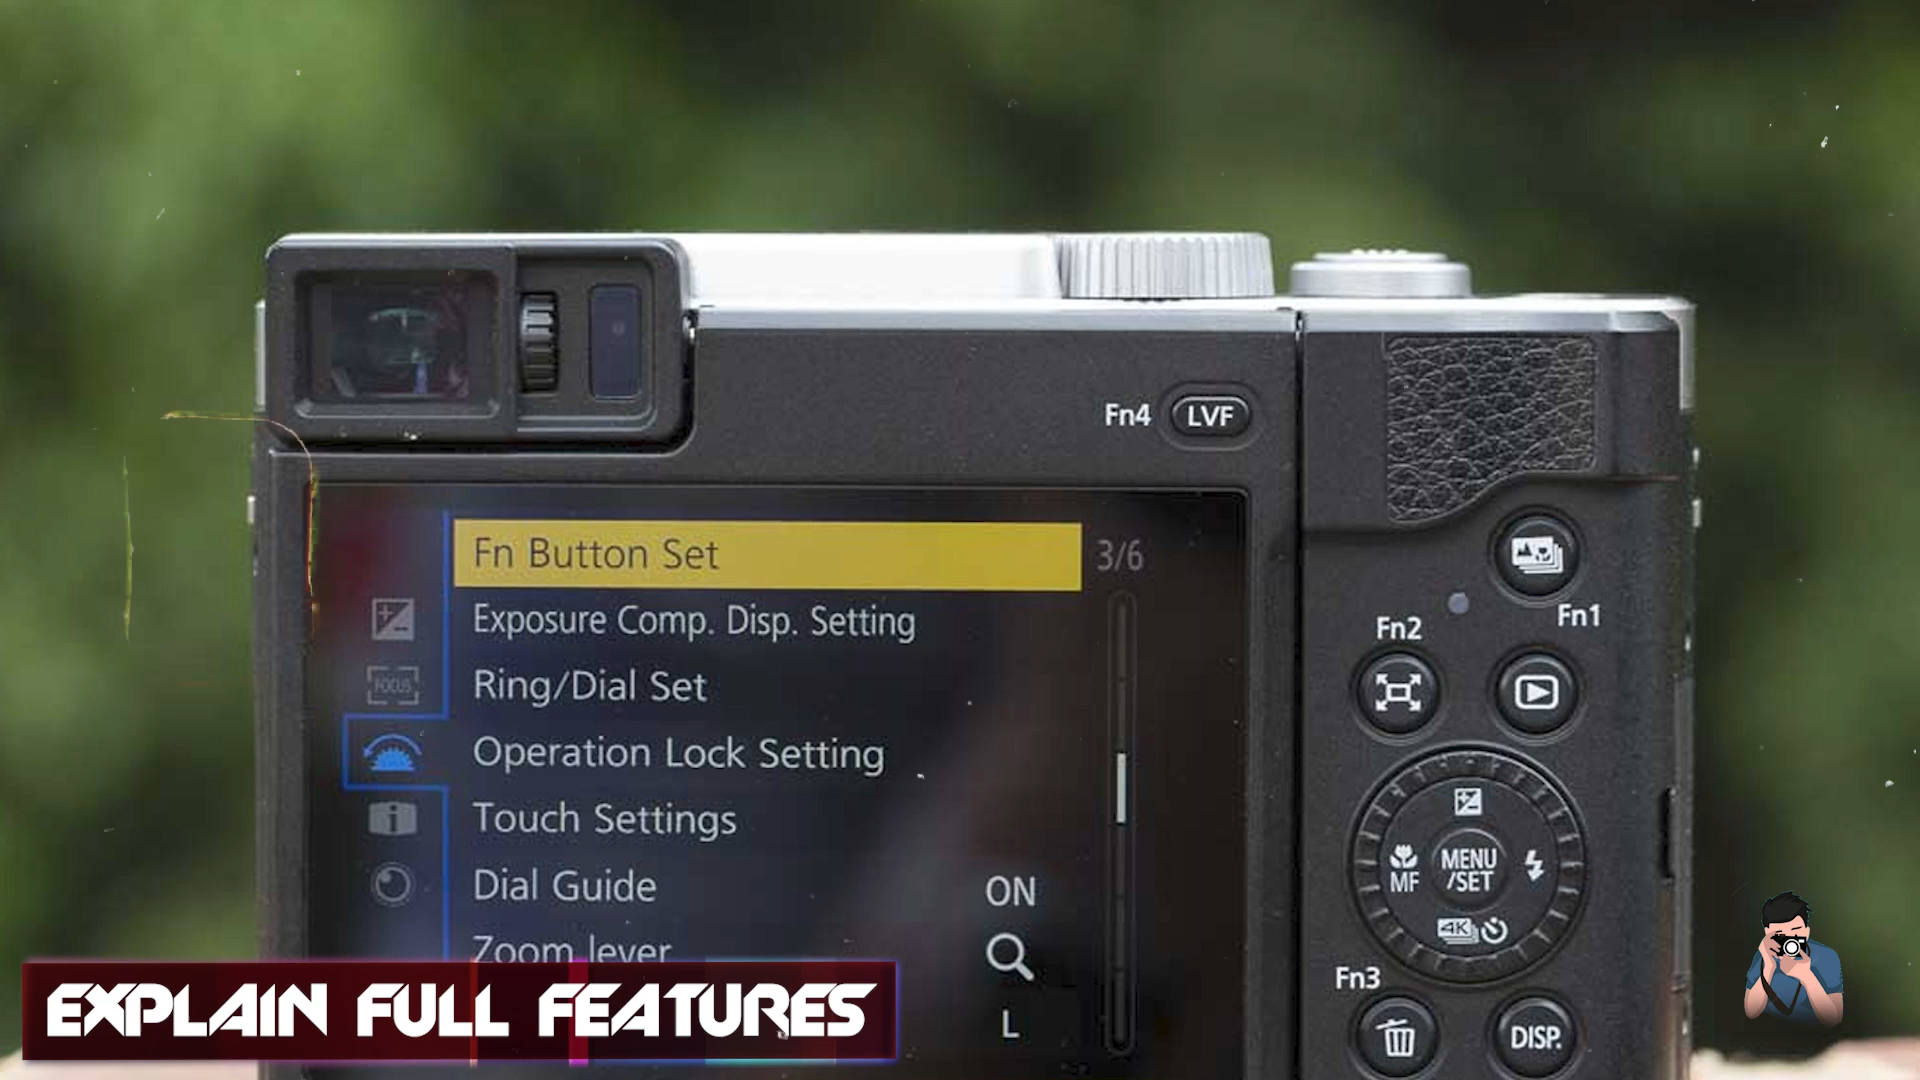 Fn4 LVF
Fn Button Set 3/6
Exposure Comp. Disp. Setting
Ring/Dial Set
FOCUS
Operation Lock Setting
Touch Settings
Dial Guide ON
Zoom lever
L
Fn1
Fn2
MF
MENU
/SET
4K
Fn3
DISP.
EXPLAIN FULL FEATURES